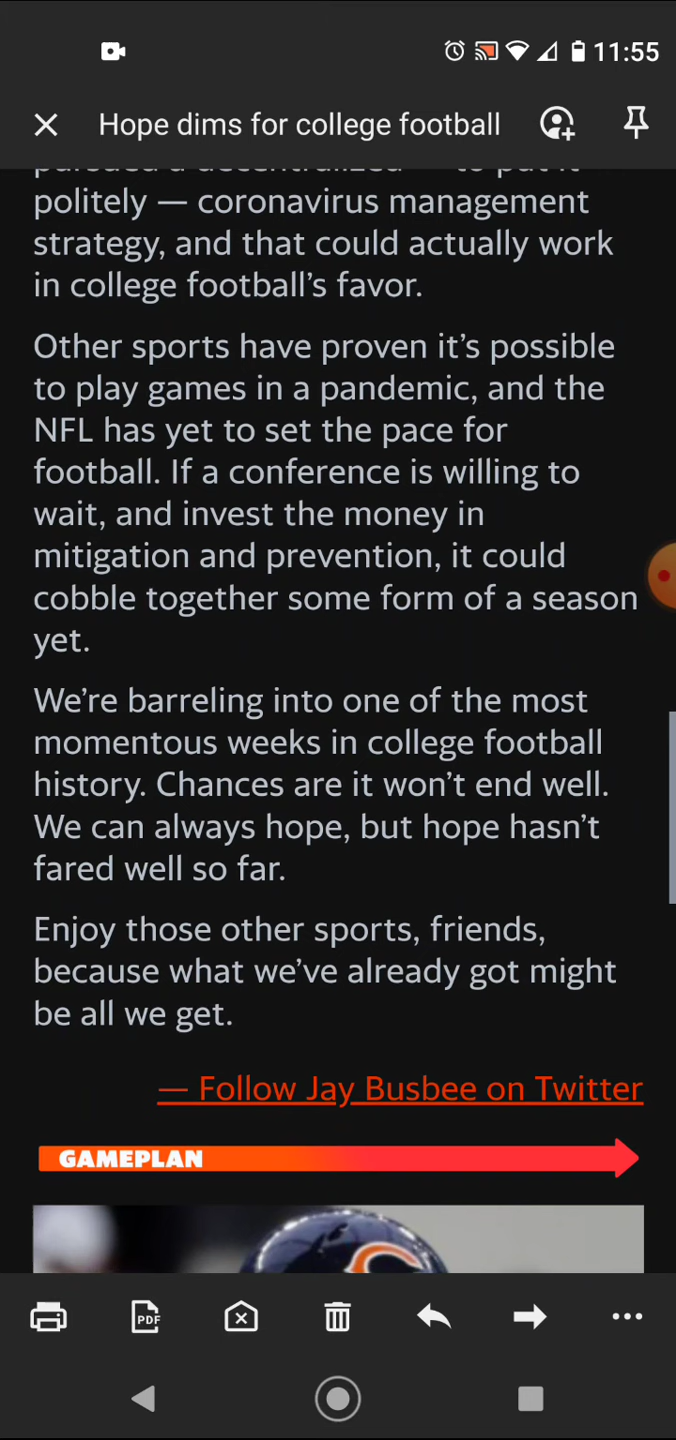 11:55
Hope dims for college football
politely — coronavirus management
strategy, and that could actually work
in college football’s favor.
Other sports have proven it’s possible
to play games in a pandemic, and the
NFL has yet to set the pace for
football. If a conference is willing to
wait, and invest the money in
mitigation and prevention, it could
cobble together some form of a season
yet.
We’re barreling into one of the most
momentous weeks in college football
history. Chances are it won’t end well.
We can always hope, but hope hasn’t
fared well so far.
Enjoy those other sports, friends,
because what we’ve already got might
be all we get.
— Follow Jay Busbee on Twitter
GAMEPLAN
PDF